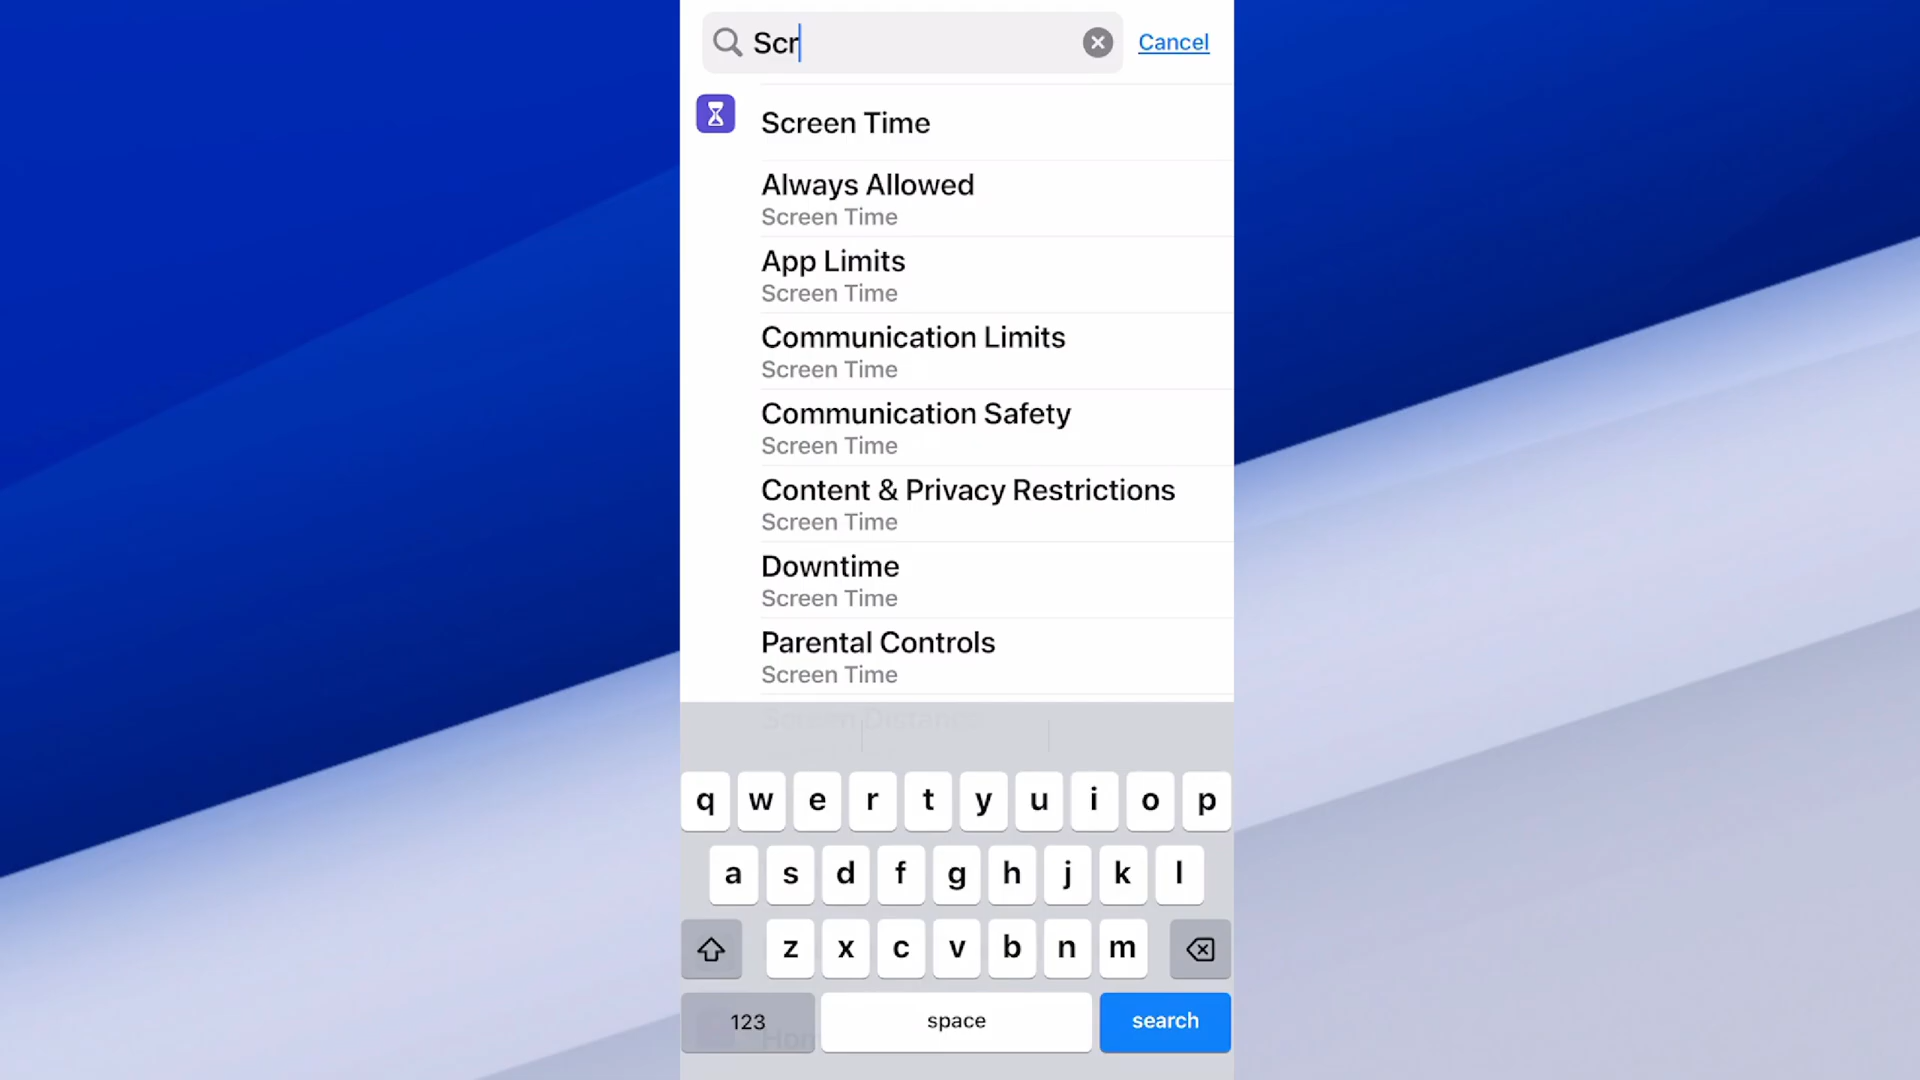 Scr
Cancel
Screen Time
Always Allowed
Screen Time
App Limits
Screen Time
Communication Limits
Screen Time
Communication Safety
Screen Time
Content & Privacy Restrictions
Screen Time
Downtime
Screen Time
Parental Controls
Screen Time
q w e r t y u i o p
a s d f g h j k l
z x c v b n m
123 space search